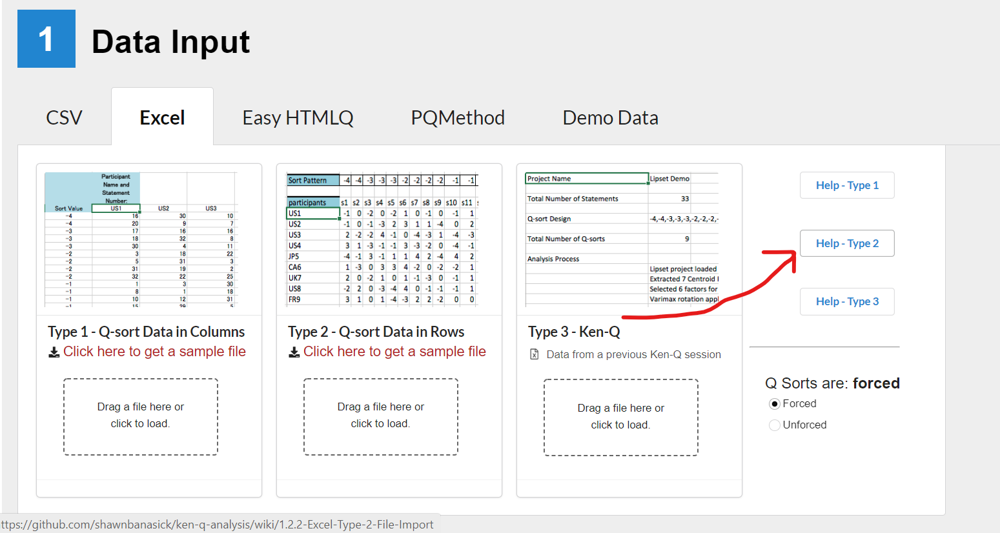 1 Data Input
CSV Excel Easy HTMLQ PQMethod Demo Data
Participant
Name and
Statement
Number:
Sort Value US1 US2 US3
-4 16 30 10
-4 20 9 7
-3 17 16 16
-3 18 32 8
-3 30 4 11
-2 3 18 22
-2 5 31 3
-2 31 19 2
-2 32 22 25
-1 1 3 30
-1 8 1 18
-1 10 12 31
Type 1 - Q-sort Data in Columns
Click here to get a sample file
Drag a file here or
click to load.
Sort Pattern -4 -4 -3 -3 -3 -2 -2 -2 -2 -1 -1
participants s1 s2 s3 s4 s5 s6 s7 s8 s9 s10 s11
US1 -1 0 -2 0 -2 1 0 -1 0 -1 1
US2 -1 0 -1 -3 2 3 1 1 -4 0 2
US3 2 -2 -2 4 -1 0 -4 -3 1 -4 -3
US4 3 1 -3 -1 -1 3 -3 -2 0 -4 -1
JP5 -4 -1 3 -1 1 1 4 2 -4 4 2
CA6 1 -3 0 3 3 4 -2 0 -2 -2 1
UK7 2 0 -2 1 0 1 -1 -3 0 -1 1
US8 -2 2 0 -3 -4 4 0 -1 -1 -1 1
FR9 3 1 0 1 -4 -3 2 2 -2 0 0
Type 2 - Q-sort Data in Rows
Click here to get a sample file
Drag a file here or
click to load.
Project Name Lipset Demo
Total Number of Statements 33
Q-sort Design -4,-4,-3,-3,-3,-2,-2,-2,-
Total Number of Q-sorts 9
Analysis Process
Lipset project loaded
Extracted 7 Centroid
Selected 6 factors for
Varimax rotation appl
Type 3 - Ken-Q
Data from a previous Ken-Q session
Drag a file here or
click to load.
Help - Type 1
Help - Type 2
Help - Type 3
Q Sorts are: forced
Forced
Unforced
ttps://github.com/shawnbanasick/ken-q-analysis/wiki/1.2.2-Excel-Type-2-File-Import